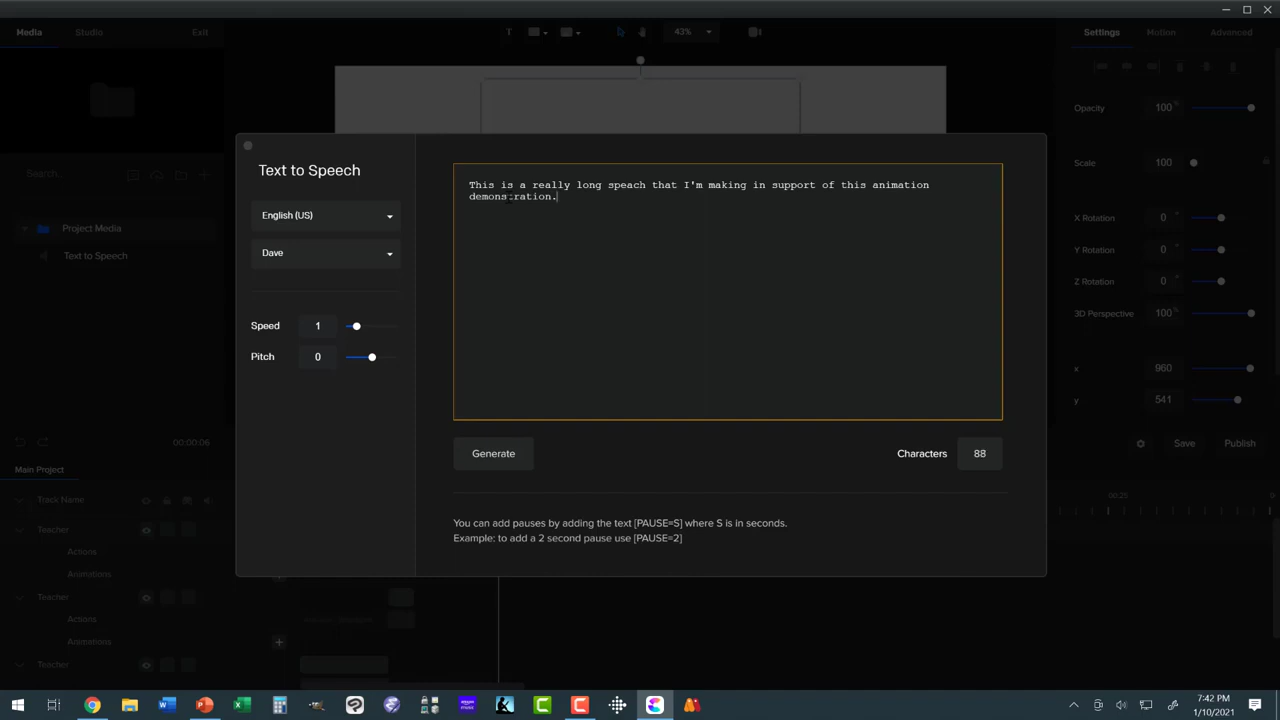 Media Studio Exit
T
43%
Settings Motion Advanced
Opacity 100 %
Search...
Scale 100
Project Media
Text to Speech
X Rotation 0 °
Y Rotation 0 °
Z Rotation 0 °
3D Perspective 100 %
x 960
y 541
00:00:06
Save Publish
Main Project
Track Name
00:25
Teacher
Actions
Animations
Teacher
Actions
Animations
Teacher
Text to Speech
English (US)
Dave
Speed 1
Pitch 0
This is a really long speach that I'm making in support of this animation
demonstration.
Generate
Characters 88
You can add pauses by adding the text [PAUSE=S] where S is in seconds.
Example: to add a 2 second pause use [PAUSE=2]
7:42 PM
1/10/2021